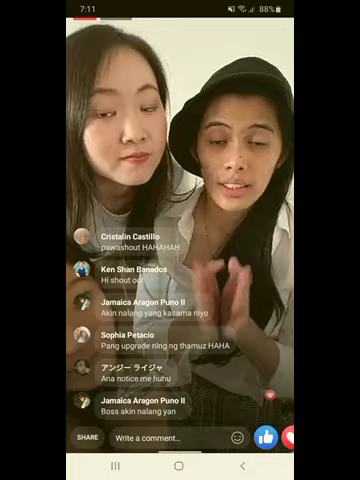 7:11
88%
Cristalin Castillo
pawashout HAHAHAH
Ken Shan Banados
Hi shout out
Jamaica Aragon Puno II
Akin nalang yang kasama niyo
Sophia Petacio
Pang upgrade nlng ng thamuz HAHA
アンジー ライジャ
Ana notice me huhu
Jamaica Aragon Puno II
Boss akin nalang yan
SHARE
Write a comment...